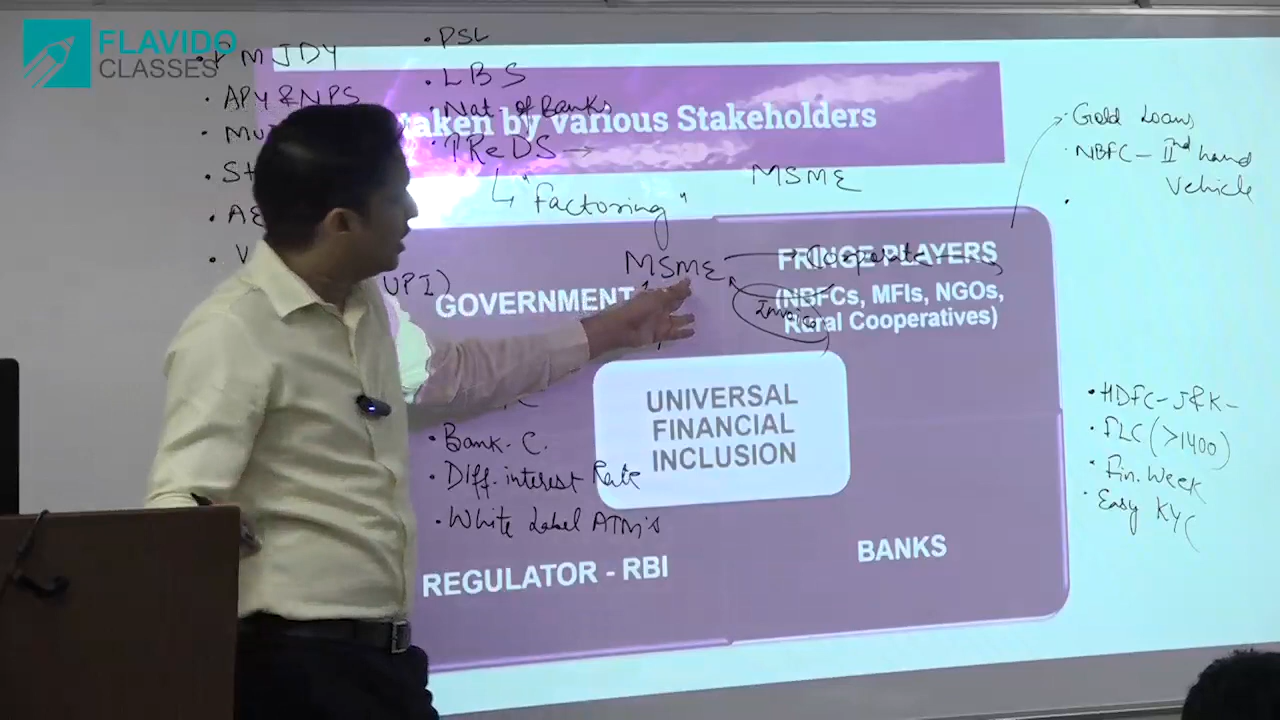 FLAVIDO
CLASSES
PMJDY
• APY & NPS
• PSL
• LBS
• Nat. of Banks
• TReDS →
↳ "Factoring"
taken by various Stakeholders
MSME
MSME → Corporate
Invoice
UPI)
GOVERNMENT
FRINGE PLAYERS
(NBFCs, MFIs, NGOs,
Rural Cooperatives)
• Gold Loans
• NBFC - IInd hand
Vehicle
UNIVERSAL
FINANCIAL
INCLUSION
• Bank - C.
• Diff. interest Rate
• White Label ATM's
REGULATOR - RBI
BANKS
• HDFC - J&K -
• FLC (>1400)
• Fin. Week
• Easy KYC